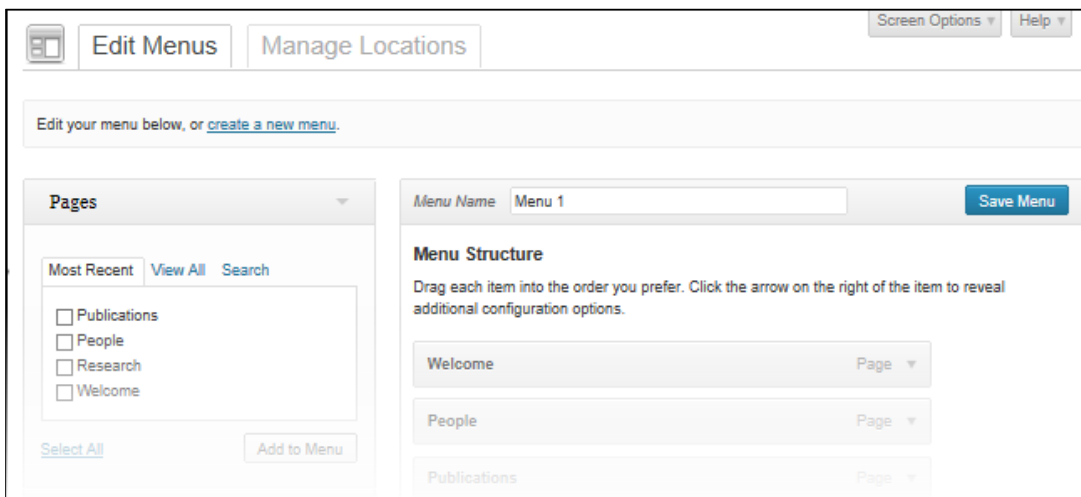 Screen Options
Help
Edit Menus
Manage Locations
Edit your menu below, or create a new menu.
Pages
Most Recent View All Search
Publications
People
Research
Welcome
Select All
Add to Menu
Menu Name Menu 1
Save Menu
Menu Structure
Drag each item into the order you prefer. Click the arrow on the right of the item to reveal
additional configuration options.
Welcome Page
People Page
Publications Page